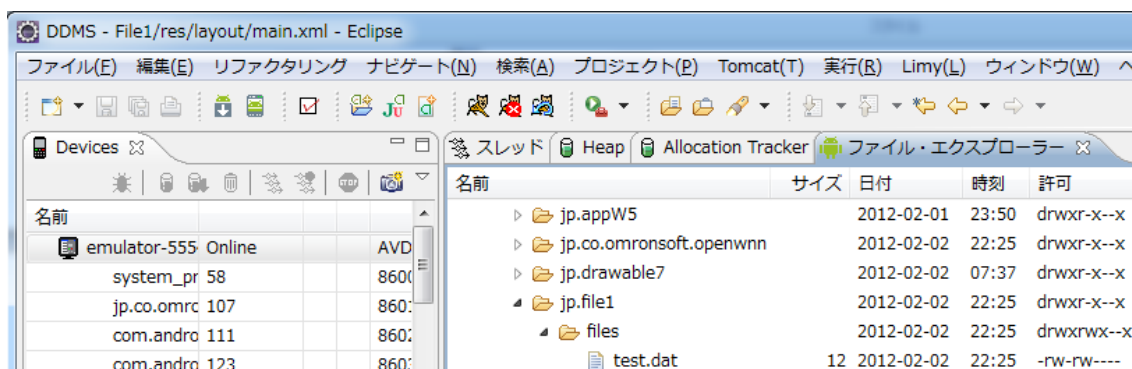 DDMS - File1/res/layout/main.xml - Eclipse
ファイル(F) 編集(E) リファクタリング ナビゲート(N) 検索(A) プロジェクト(P) Tomcat(T) 実行(R) Limy(L) ウィンドウ(W) ヘ
Devices
名前
emulator-555 Online AVD
system_pr 58 8600
jp.co.omrc 107 8601
com.andro 111 8602
com.andro 123 8603
スレッド Heap Allocation Tracker ファイル・エクスプローラー
名前 サイズ 日付 時刻 許可
jp.appW5 2012-02-01 23:50 drwxr-x--x
jp.co.omronsoft.openwnn 2012-02-02 22:25 drwxr-x--x
jp.drawable7 2012-02-02 07:37 drwxr-x--x
jp.file1 2012-02-02 22:25 drwxr-x--x
files 2012-02-02 22:25 drwxrwx--x
test.dat 12 2012-02-02 22:25 -rw-rw----